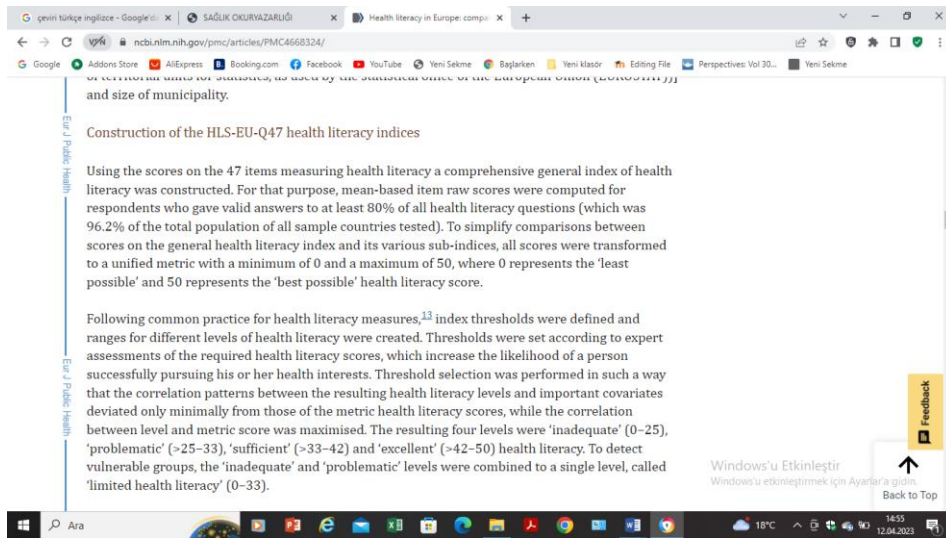 çeviri türkçe ingilizce - Google'da
SAĞLIK OKURYAZARLIĞI
Health literacy in Europe: compa
ncbi.nlm.nih.gov/pmc/articles/PMC4668324/
Google Addons Store AliExpress Booking.com Facebook YouTube Yeni Sekme Başlarken Yeni klasör Editing File Perspectives: Vol 30... Yeni Sekme
of territorial units for statistics, as used by the statistical office of the European Union (EUROSTAT))]
and size of municipality.
Eur J Public Health
Construction of the HLS-EU-Q47 health literacy indices
Using the scores on the 47 items measuring health literacy a comprehensive general index of health
literacy was constructed. For that purpose, mean-based item raw scores were computed for
respondents who gave valid answers to at least 80% of all health literacy questions (which was
96.2% of the total population of all sample countries tested). To simplify comparisons between
scores on the general health literacy index and its various sub-indices, all scores were transformed
to a unified metric with a minimum of 0 and a maximum of 50, where 0 represents the ‘least
possible’ and 50 represents the ‘best possible’ health literacy score.
Following common practice for health literacy measures,13 index thresholds were defined and
ranges for different levels of health literacy were created. Thresholds were set according to expert
assessments of the required health literacy scores, which increase the likelihood of a person
successfully pursuing his or her health interests. Threshold selection was performed in such a way
that the correlation patterns between the resulting health literacy levels and important covariates
deviated only minimally from those of the metric health literacy scores, while the correlation
between level and metric score was maximised. The resulting four levels were ‘inadequate’ (0–25),
‘problematic’ (>25–33), ‘sufficient’ (>33–42) and ‘excellent’ (>42–50) health literacy. To detect
vulnerable groups, the ‘inadequate’ and ‘problematic’ levels were combined to a single level, called
‘limited health literacy’ (0–33).
Eur J Public Health
Feedback
Windows'u Etkinleştir
Windows'u etkinleştirmek için Ayarlar'a gidin.
Back to Top
Ara
18°C
14:55
12.04.2023